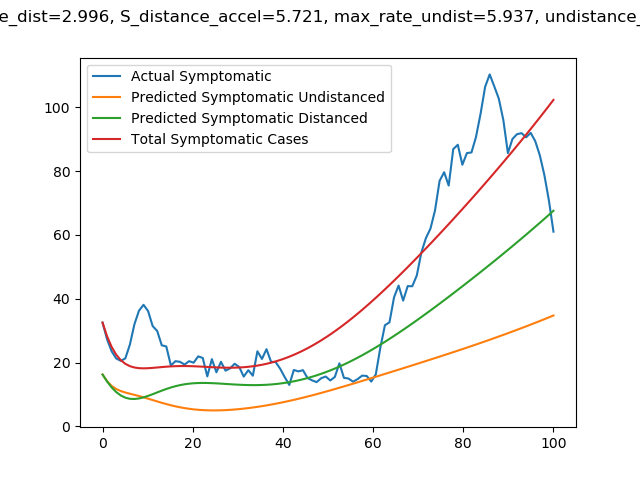 e_dist=2.996, S_distance_accel=5.721, max_rate_undist=5.937, undistance_
Actual Symptomatic
Predicted Symptomatic Undistanced
Predicted Symptomatic Distanced
Total Symptomatic Cases
100
80
60
40
20
0
0 20 40 60 80 100